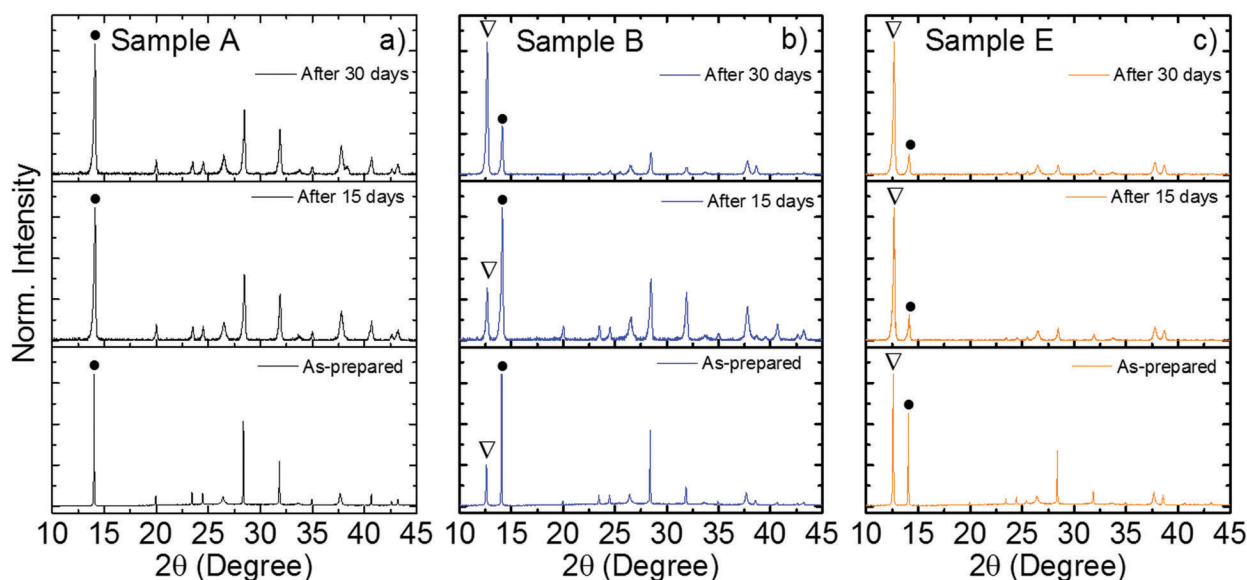 Norm. Intensity
Sample A
a)
After 30 days
After 15 days
As-prepared
10 15 20 25 30 35 40 45
2θ (Degree)
Sample B
b)
After 30 days
After 15 days
As-prepared
10 15 20 25 30 35 40 45
2θ (Degree)
Sample E
c)
After 30 days
After 15 days
As-prepared
10 15 20 25 30 35 40 45
2θ (Degree)